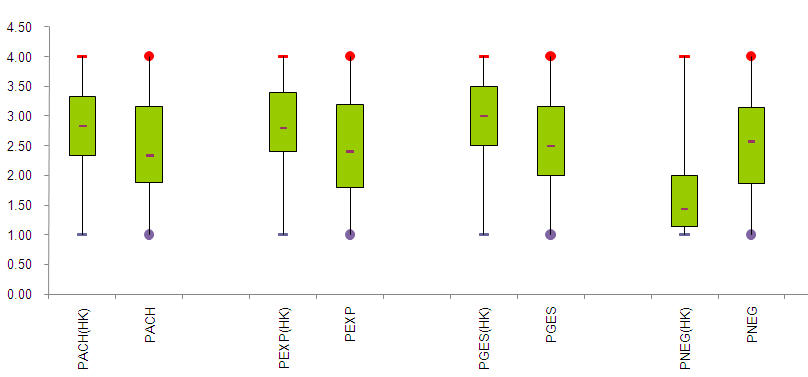 4.50
4.00
3.50
3.00
2.50
2.00
1.50
1.00
0.50
0.00
PACH(HK)
PACH
PEXP(HK)
PEXP
PGES(HK)
PGES
PNEG(HK)
PNEG